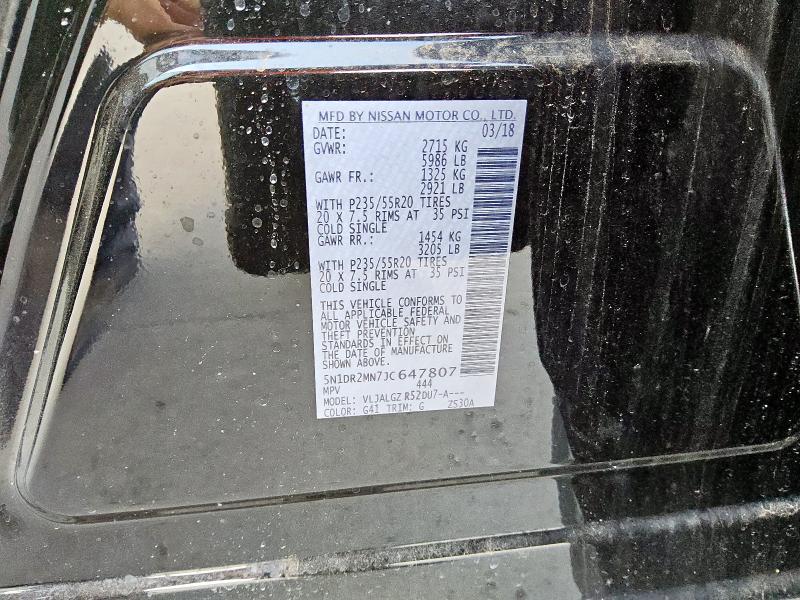 MFD BY NISSAN MOTOR CO., LTD.
DATE: 03/18
GVWR: 2715 KG
5986 LB
GAWR FR.: 1325 KG
2921 LB
WITH P235/55R20 TIRES
20 X 7.5 RIMS AT 35 PSI
COLD SINGLE
GAWR RR.: 1454 KG
3205 LB
WITH P235/55R20 TIRES
20 X 7.5 RIMS AT 35 PSI
COLD SINGLE
THIS VEHICLE CONFORMS TO
ALL APPLICABLE FEDERAL
MOTOR VEHICLE SAFETY AND
THEFT PREVENTION
STANDARDS IN EFFECT ON
THE DATE OF MANUFACTURE
SHOWN ABOVE.
5N1DR2MN7JC647807
MPV 444
MODEL: VLJALGZ R52DU7-A---
COLOR: G41 TRIM: G Z530A